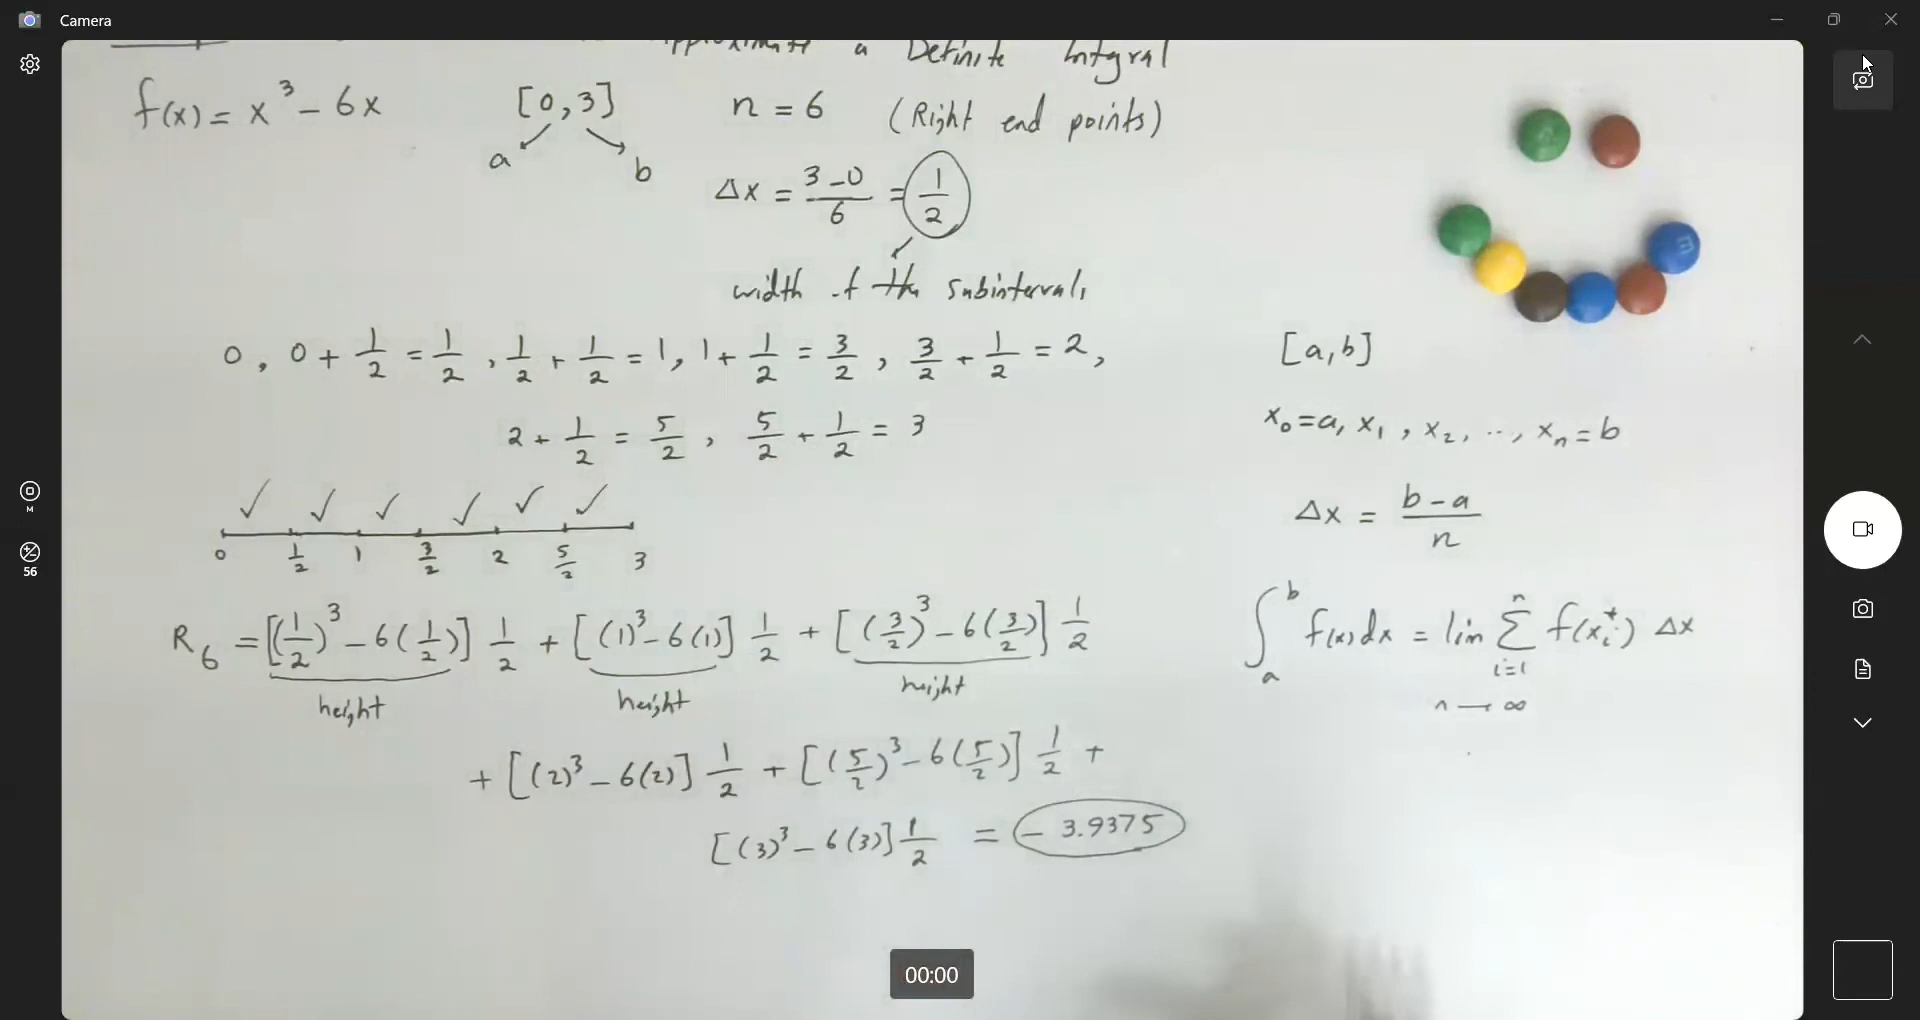 Camera
Approximate a Definite Intgral
f(x) = x³ - 6x [0,3] n = 6 (Right end points)
a b
Δx = 3-0/6 = 1/2
width of the subintervals
0, 0 + 1/2 = 1/2, 1/2 + 1/2 = 1, 1 + 1/2 = 3/2, 3/2 + 1/2 = 2,
2 + 1/2 = 5/2, 5/2 + 1/2 = 3
0 1/2 1 3/2 2 5/2 3
R₆ = [(1/2)³ - 6(1/2)] 1/2 + [(1)³ - 6(1)] 1/2 + [(3/2)³ - 6(3/2)] 1/2
height height height
+ [(2)³ - 6(2)] 1/2 + [(5/2)³ - 6(5/2)] 1/2 +
[(3)³ - 6(3)] 1/2 = -3.9375
[a,b]
x₀ = a, x₁, x₂, ..., xₙ = b
Δx = b-a/n
∫ₐᵇ f(x)dx = lim n→∞ Σᵢ₌₁ⁿ f(xᵢ*) Δx
m
M
56
00:00